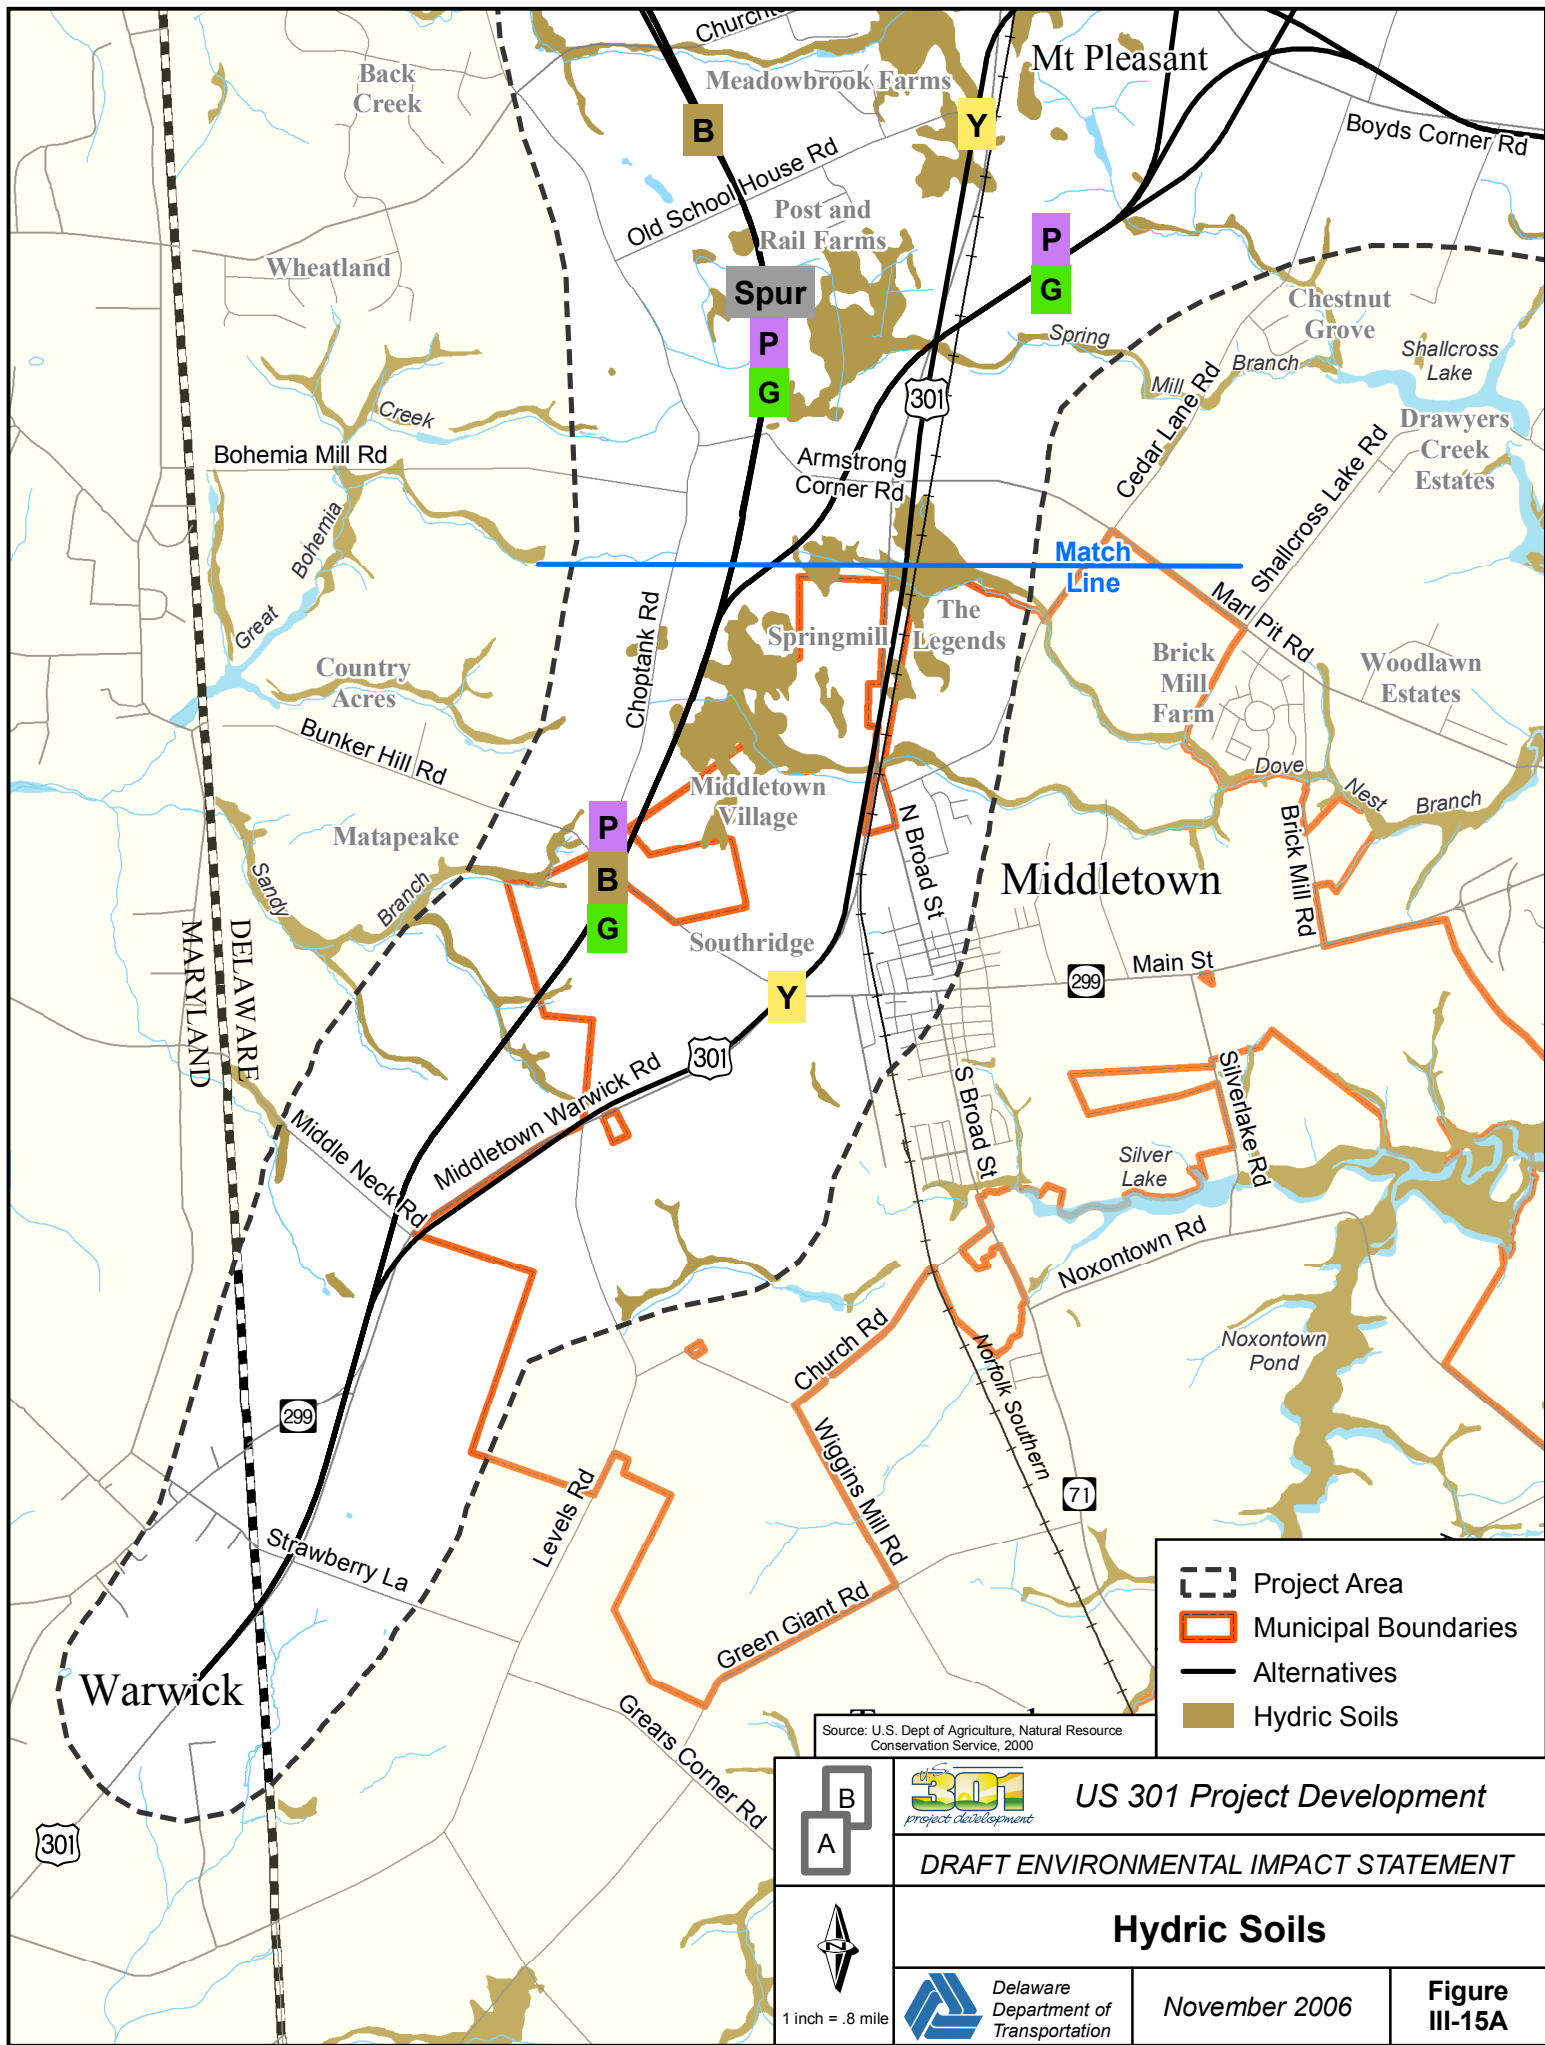 Churchto
Mt Pleasant
Back
Creek
Meadowbrook Farms
B
Y
Boyds Corner Rd
Old School House Rd
Post and
Rail Farms
P
G
Wheatland
Spur
P
G
Chestnut
Grove
Spring
Mill
Branch
Shallcross
Lake
301
Creek
Drawyers
Creek
Estates
Cedar Lane Rd
Bohemia Mill Rd
Armstrong
Corner Rd
Shallcross Lake Rd
Bohemia
Match
Line
Great
Choptank Rd
Springmill
The
Legends
Marl Pit Rd
Country
Acres
Brick
Mill
Farm
Woodlawn
Estates
Bunker Hill Rd
Dove
Nest
Branch
Middletown
Village
Matapeake
P
B
G
N Broad St
Brick Mill Rd
Middletown
Sandy
Branch
MARYLAND
DELAWARE
Southridge
Main St
299
Y
301
Middletown Warwick Rd
S Broad St
Silverlake Rd
Middle Neck Rd
Silver
Lake
Noxontown Rd
Church Rd
Norfolk Southern
Noxontown
Pond
299
Wiggins Mill Rd
71
Levels Rd
Strawberry La
Green Giant Rd
Warwick
Grears Corner Rd
301
Project Area
Municipal Boundaries
Alternatives
Hydric Soils
Source: U.S. Dept of Agriculture, Natural Resource
Conservation Service, 2000
B
A
U.S.
301
project development
US 301 Project Development
DRAFT ENVIRONMENTAL IMPACT STATEMENT
N
1 inch = .8 mile
Hydric Soils
Delaware
Department of
Transportation
November 2006
Figure
III-15A